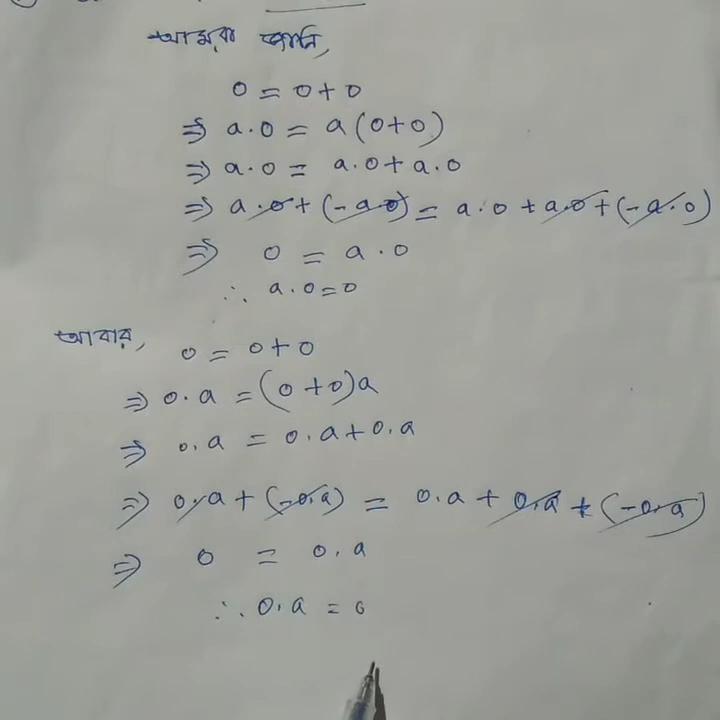 আমরা জানি,
0 = 0+0
⇒ a.0 = a(0+0)
⇒ a.0 = a.0+a.0
⇒ a.0+(-a.0) = a.0+a.0+(-a.0)
⇒ 0 = a.0
∴ a.0=0
আবার, 0 = 0+0
⇒ 0.a = (0+0)a
⇒ 0.a = 0.a+0.a
⇒ 0.a+(-0.a) = 0.a+0.a+(-0.a)
⇒ 0 = 0.a
∴ 0.a = 0